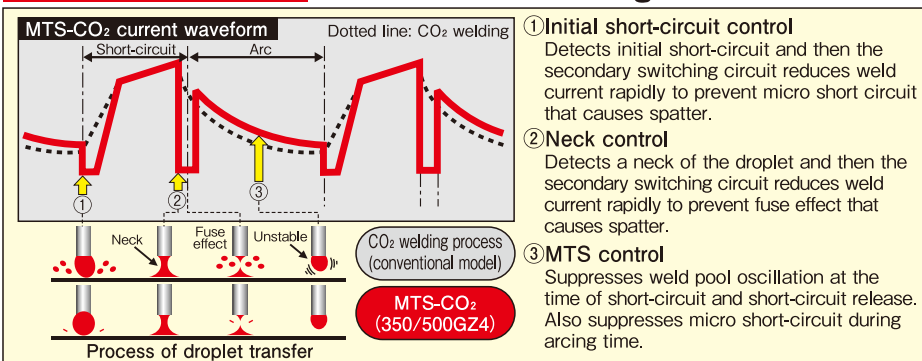 MTS-CO₂ current waveform
Dotted line: CO₂ welding
Short-circuit
Arc
①
②
③
Neck
Fuse
effect
Unstable
CO₂ welding process
(conventional model)
MTS-CO₂
(350/500GZ4)
Process of droplet transfer
①Initial short-circuit control
Detects initial short-circuit and then the
secondary switching circuit reduces weld
current rapidly to prevent micro short circuit
that causes spatter.
②Neck control
Detects a neck of the droplet and then the
secondary switching circuit reduces weld
current rapidly to prevent fuse effect that
causes spatter.
③MTS control
Suppresses weld pool oscillation at the
time of short-circuit and short-circuit release.
Also suppresses micro short-circuit during
arcing time.